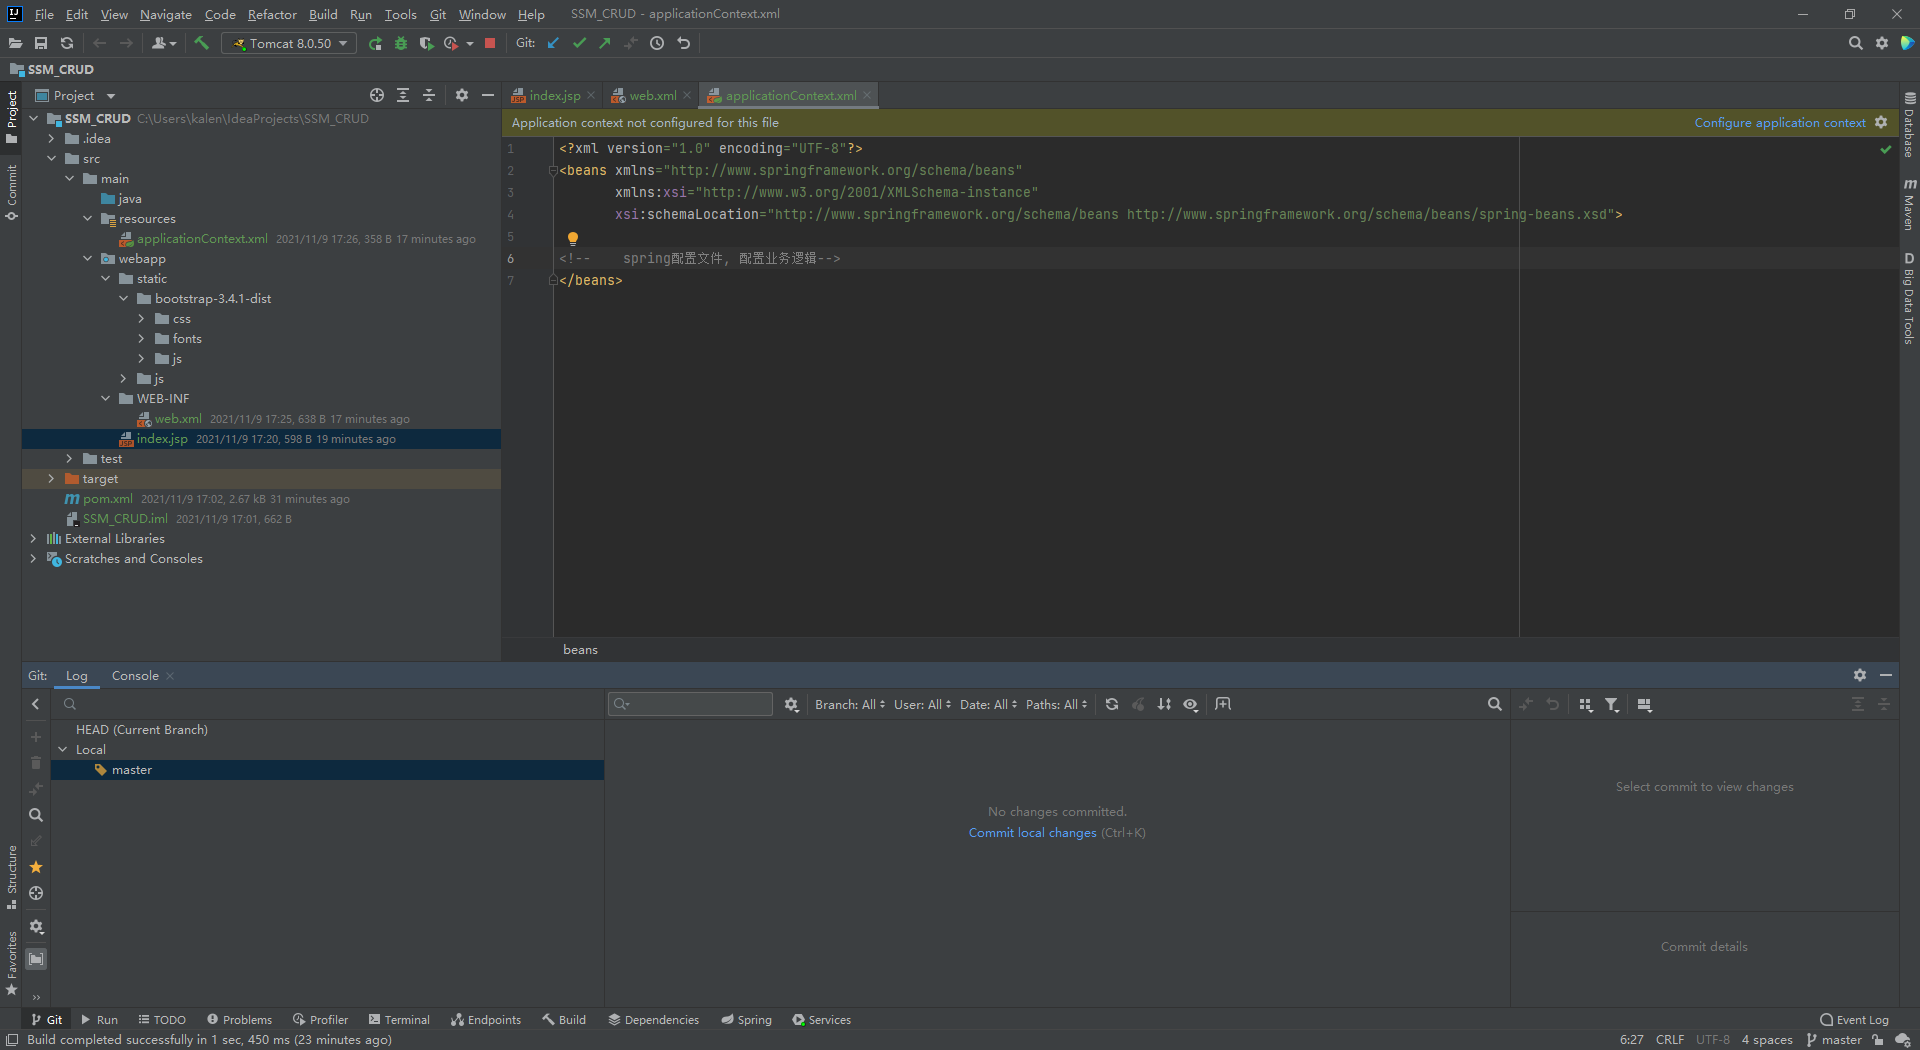 File Edit View Navigate Code Refactor Build Run Tools Git Window Help SSM_CRUD - applicationContext.xml
Tomcat 8.0.50 Git:
SSM_CRUD
Project
index.jsp web.xml applicationContext.xml
Application context not configured for this file Configure application context
SSM_CRUD C:\Users\kalen\IdeaProjects\SSM_CRUD
.idea
src
main
java
resources
applicationContext.xml 2021/11/9 17:26, 358 B 17 minutes ago
webapp
static
bootstrap-3.4.1-dist
css
fonts
js
js
WEB-INF
web.xml 2021/11/9 17:25, 638 B 17 minutes ago
index.jsp 2021/11/9 17:20, 598 B 19 minutes ago
test
target
pom.xml 2021/11/9 17:02, 2.67 kB 31 minutes ago
SSM_CRUD.iml 2021/11/9 17:01, 662 B
External Libraries
Scratches and Consoles
1 <?xml version="1.0" encoding="UTF-8"?>
2 <beans xmlns="http://www.springframework.org/schema/beans"
3 xmlns:xsi="http://www.w3.org/2001/XMLSchema-instance"
4 xsi:schemaLocation="http://www.springframework.org/schema/beans http://www.springframework.org/schema/beans/spring-beans.xsd">
5
6 <!--    spring配置文件, 配置业务逻辑-->
7 </beans>
beans
Project
Commit
Structure
Favorites
Database
Maven
Big Data Tools
Git: Log Console
Branch: All User: All Date: All Paths: All
HEAD (Current Branch)
Local
master
No changes committed.
Commit local changes (Ctrl+K)
Select commit to view changes
Commit details
Git Run TODO Problems Profiler Terminal Endpoints Build Dependencies Spring Services Event Log
Build completed successfully in 1 sec, 450 ms (23 minutes ago) 6:27 CRLF UTF-8 4 spaces master